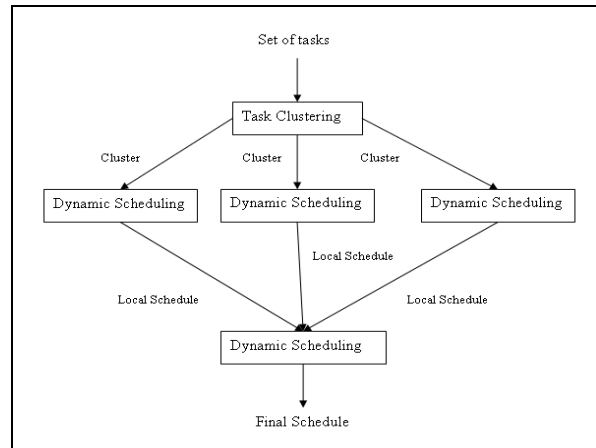 Set of tasks
Task Clustering
Cluster
Cluster
Cluster
Dynamic Scheduling
Dynamic Scheduling
Dynamic Scheduling
Local Schedule
Local Schedule
Local Schedule
Dynamic Scheduling
Final Schedule